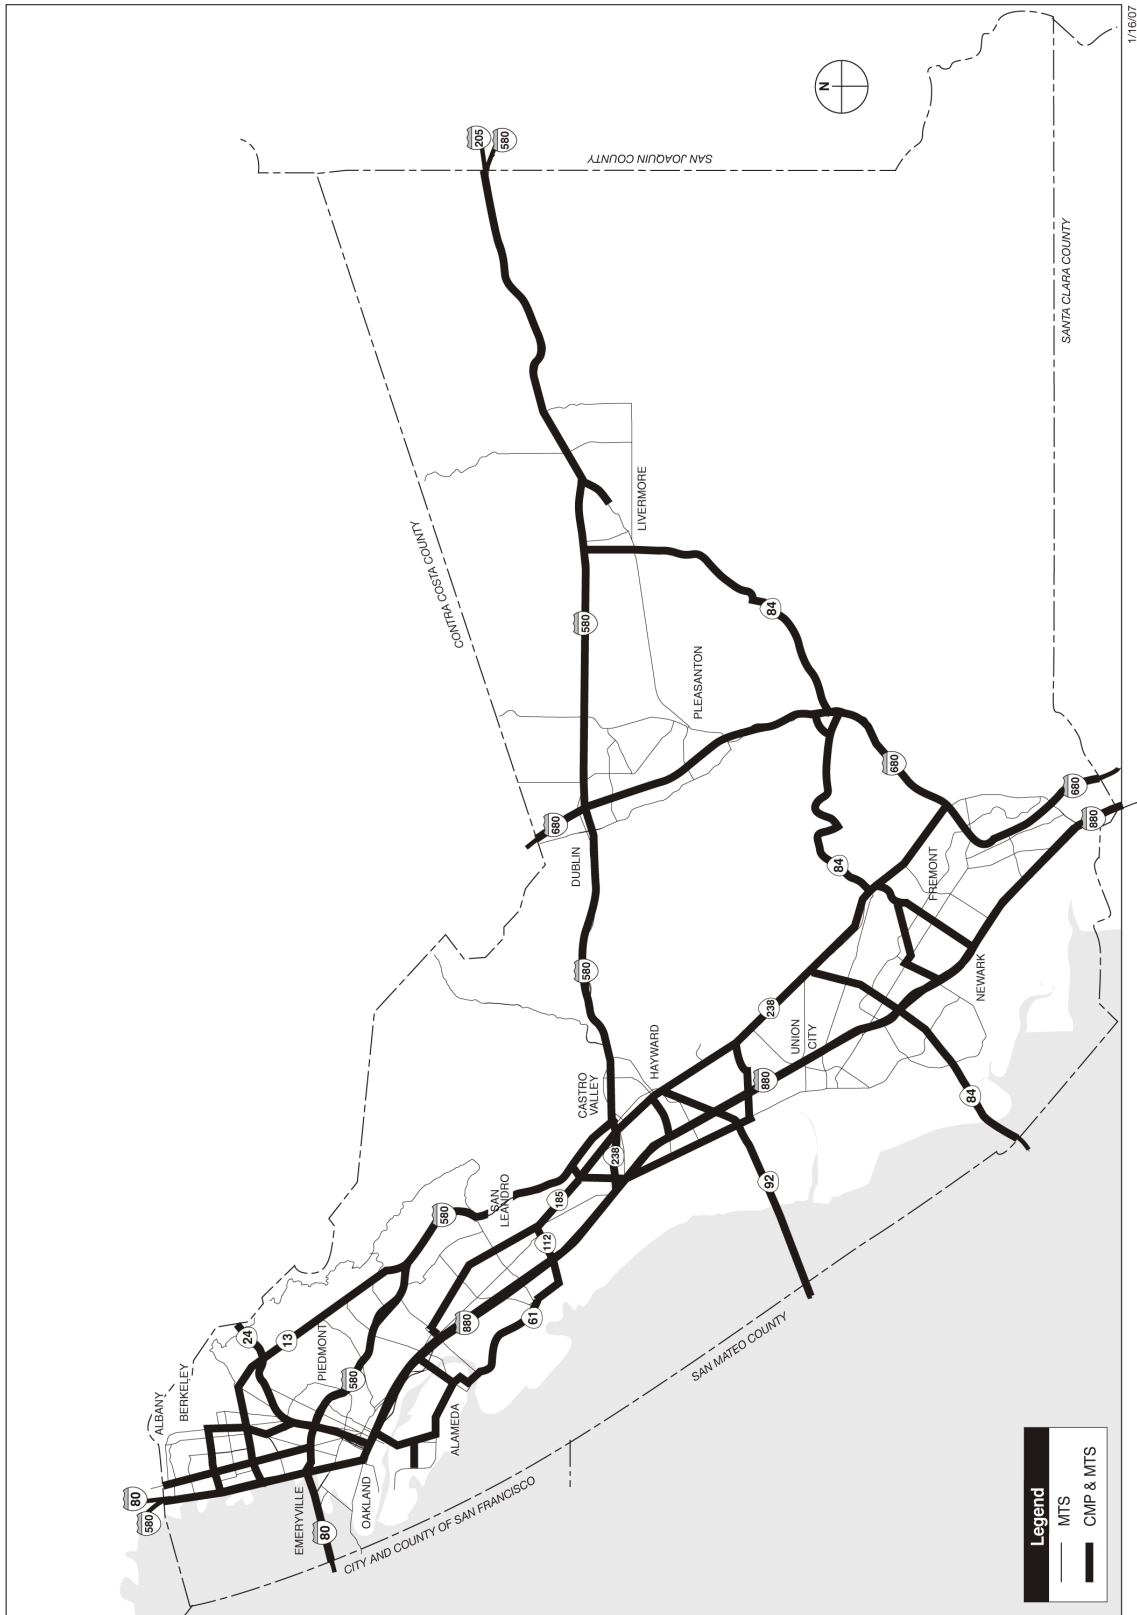 1/16/07
N
205
580
SAN JOAQUIN COUNTY
SANTA CLARA COUNTY
CONTRA COSTA COUNTY
LIVERMORE
580
84
PLEASANTON
680
680
DUBLIN
84
FREMONT
680
880
580
NEWARK
238
UNION
CITY
HAYWARD
CASTRO
VALLEY
880
84
238
92
185
SAN
LEANDRO
580
112
880
61
24
13
PIEDMONT
580
SAN MATEO COUNTY
ALBANY
BERKELEY
ALAMEDA
OAKLAND
EMERYVILLE
80
580
80
CITY AND COUNTY OF SAN FRANCISCO
Legend
MTS
CMP & MTS